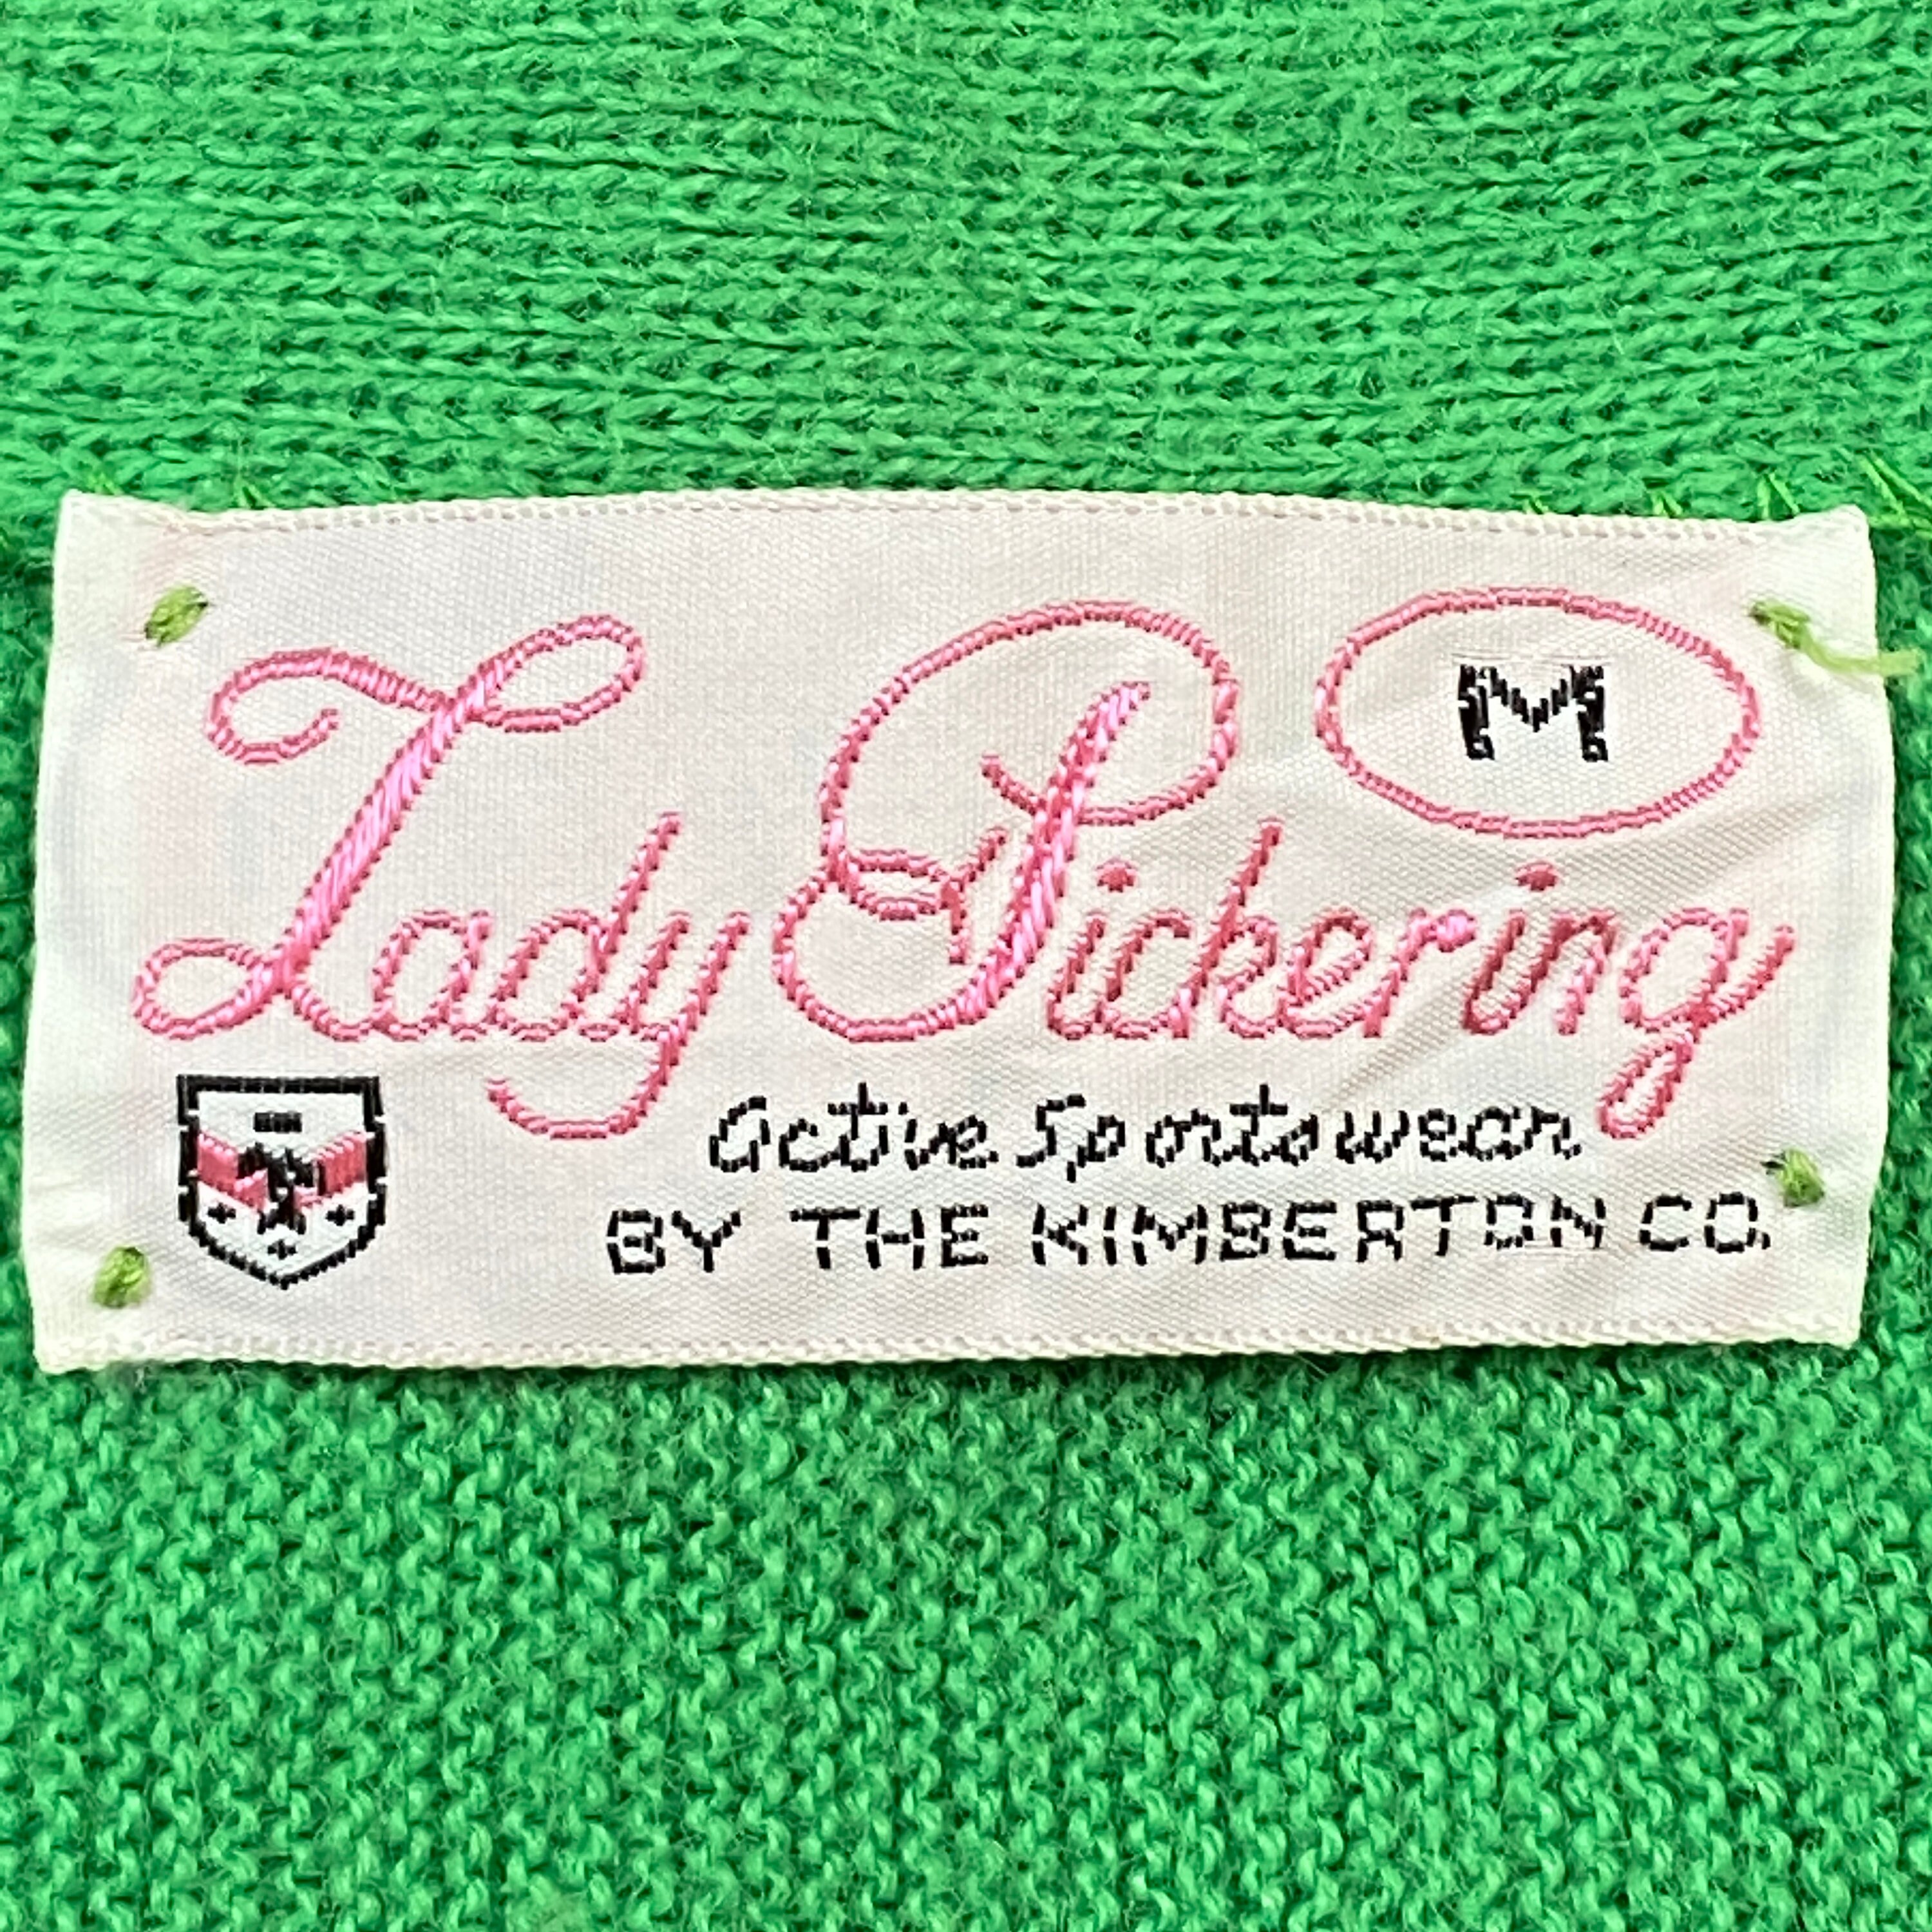 M
Lady Pickering
Active Sportswear
BY THE KIMBERTON CO.